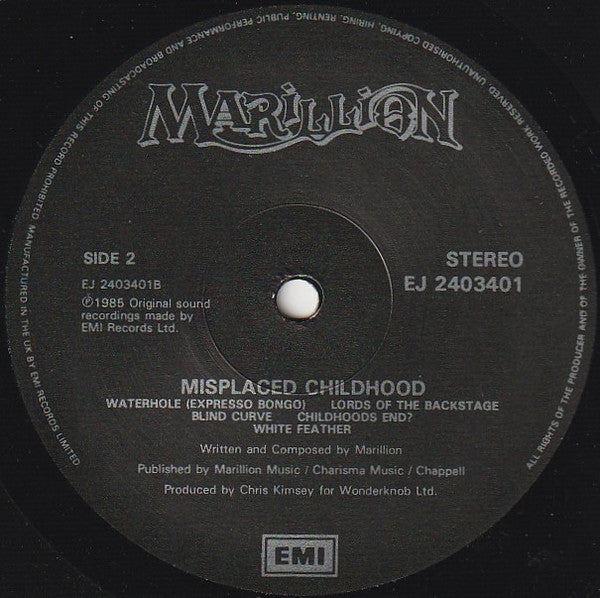 MARILLION
SIDE 2
STEREO
EJ 2403401B
EJ 2403401
℗1985 Original sound
recordings made by
EMI Records Ltd.
MISPLACED CHILDHOOD
WATERHOLE (EXPRESSO BONGO) LORDS OF THE BACKSTAGE
BLIND CURVE CHILDHOODS END?
WHITE FEATHER
Written and Composed by Marillion
Published by Marillion Music / Charisma Music / Chappell
Produced by Chris Kimsey for Wonderknob Ltd.
EMI
ALL RIGHTS OF THE PRODUCER AND OF THE OWNER OF THE RECORDED WORK RESERVED. UNAUTHORISED COPYING, HIRING, RENTING, PUBLIC PERFORMANCE AND BROADCASTING OF THIS RECORD PROHIBITED. MANUFACTURED IN THE UK BY EMI RECORDS LIMITED